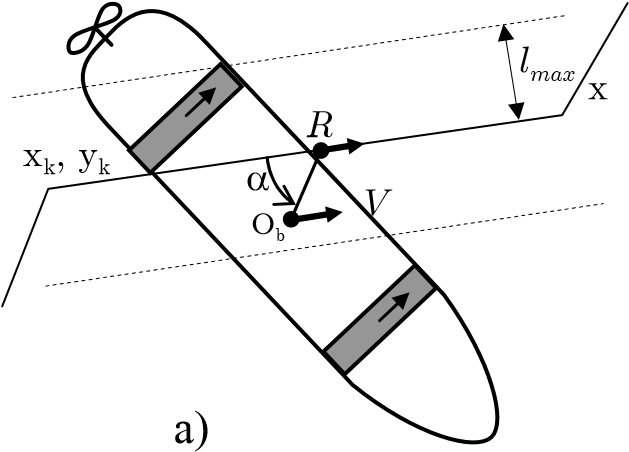 l_max
x
R
x_k, y_k
α
V
O_b
a)